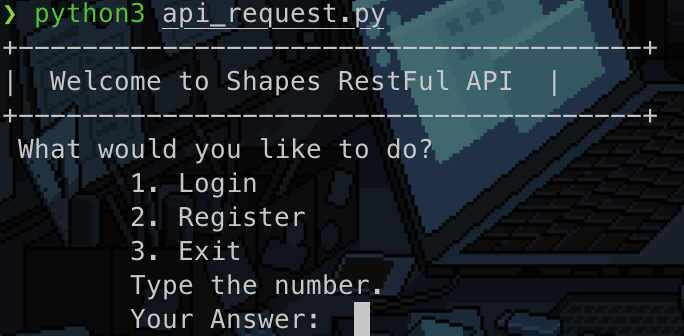 ❯ python3 api_request.py
+---------------------------------------+
|  Welcome to Shapes RestFul API  |
+---------------------------------------+
What would you like to do?
1. Login
2. Register
3. Exit
Type the number.
Your Answer: